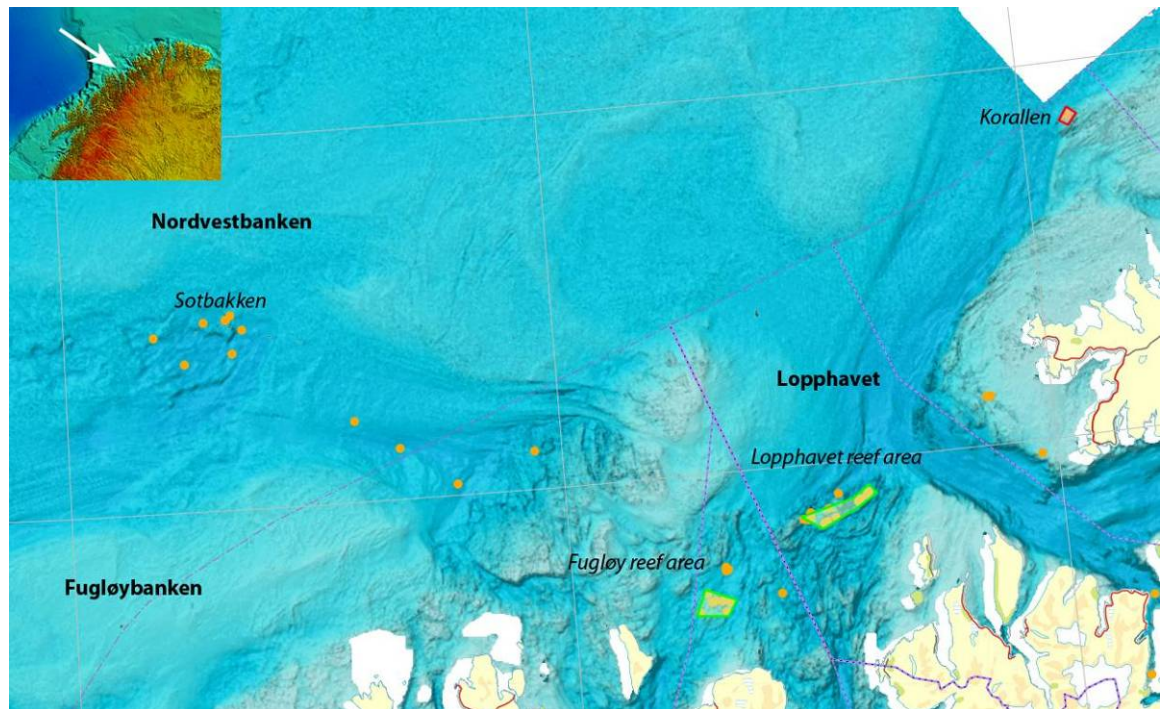 Korallen
Nordvestbanken
Sotbakken
Lopphavet
Lopphavet reef area
Fugløy reef area
Fugløybanken